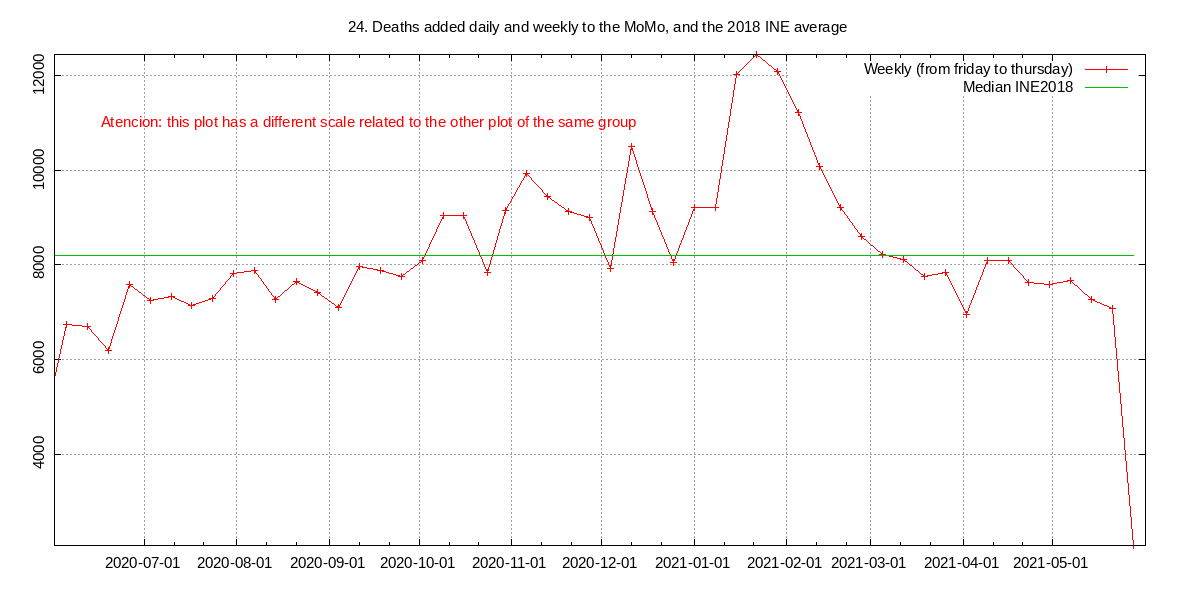 24. Deaths added daily and weekly to the MoMo, and the 2018 INE average
Weekly (from friday to thursday)
Median INE2018
Atencion: this plot has a different scale related to the other plot of the same group
12000
10000
8000
6000
4000
2020-07-01 2020-08-01 2020-09-01 2020-10-01 2020-11-01 2020-12-01 2021-01-01 2021-02-01 2021-03-01 2021-04-01 2021-05-01